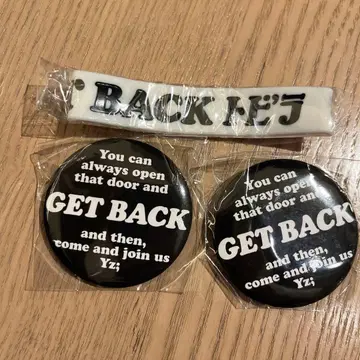 BACK
You can
always open
that door and
GET BACK
and then,
come and join us
Yz;
You can
always open
that door and
GET BACK
and then,
come and join us
Yz;